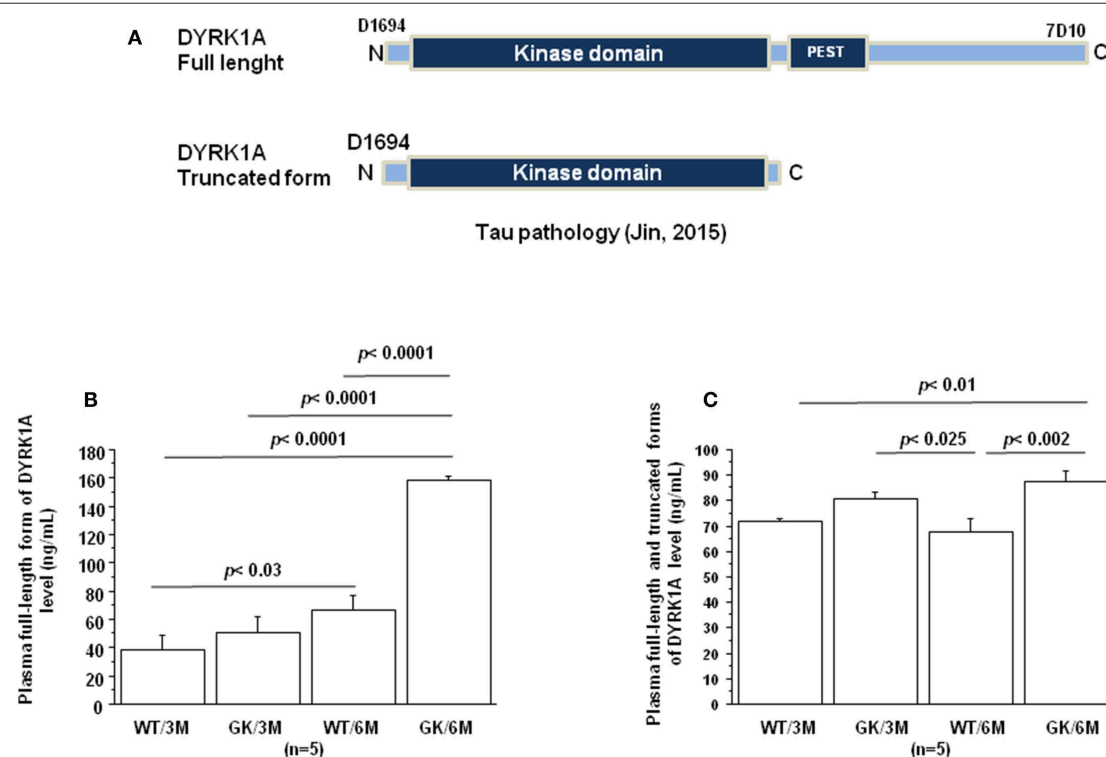 A
DYRK1A
Full lenght
D1694
N
Kinase domain
PEST
7D10
C
DYRK1A
Truncated form
D1694
N
Kinase domain
C
Tau pathology (Jin, 2015)
B
p< 0.0001
p< 0.0001
p< 0.0001
p< 0.03
Plasma full-length form of DYRK1A
level (ng/mL)
180
160
140
120
100
80
60
40
20
0
WT/3M GK/3M WT/6M GK/6M
(n=5)
C
p< 0.01
p< 0.025
p< 0.002
Plasma full-length and truncated forms
of DYRK1A level (ng/mL)
100
90
80
70
60
50
40
30
20
10
0
WT/3M GK/3M WT/6M GK/6M
(n=5)